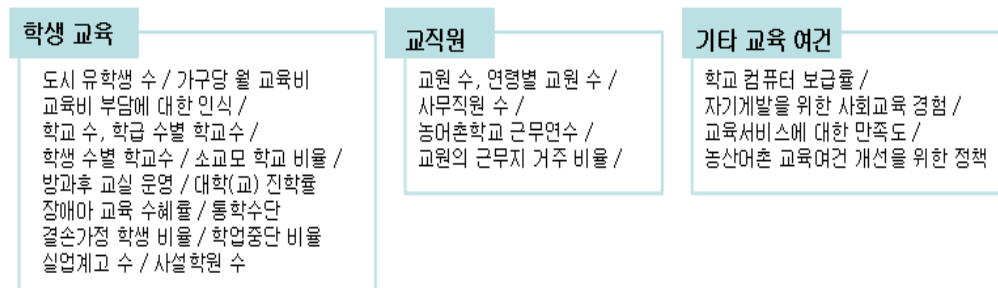 학생 교육
도시 유학생 수 / 가구당 월 교육비
교육비 부담에 대한 인식 /
학교 수, 학급 수별 학교수 /
학생 수별 학교수 / 소교모 학교 비율 /
방과후 교실 운영 / 대학(교) 진학률
장애아 교육 수혜율 / 통학수단
결손가정 학생 비율 / 학업중단 비율
실업계고 수 / 사설학원 수
교직원
교원 수, 연령별 교원 수 /
사무직원 수 /
농어촌학교 근무연수 /
교원의 근무지 거주 비율 /
기타 교육 여건
학교 컴퓨터 보급율 /
자기계발을 위한 사회교육 경험 /
교육서비스에 대한 만족도 /
농산어촌 교육여건 개선을 위한 정책